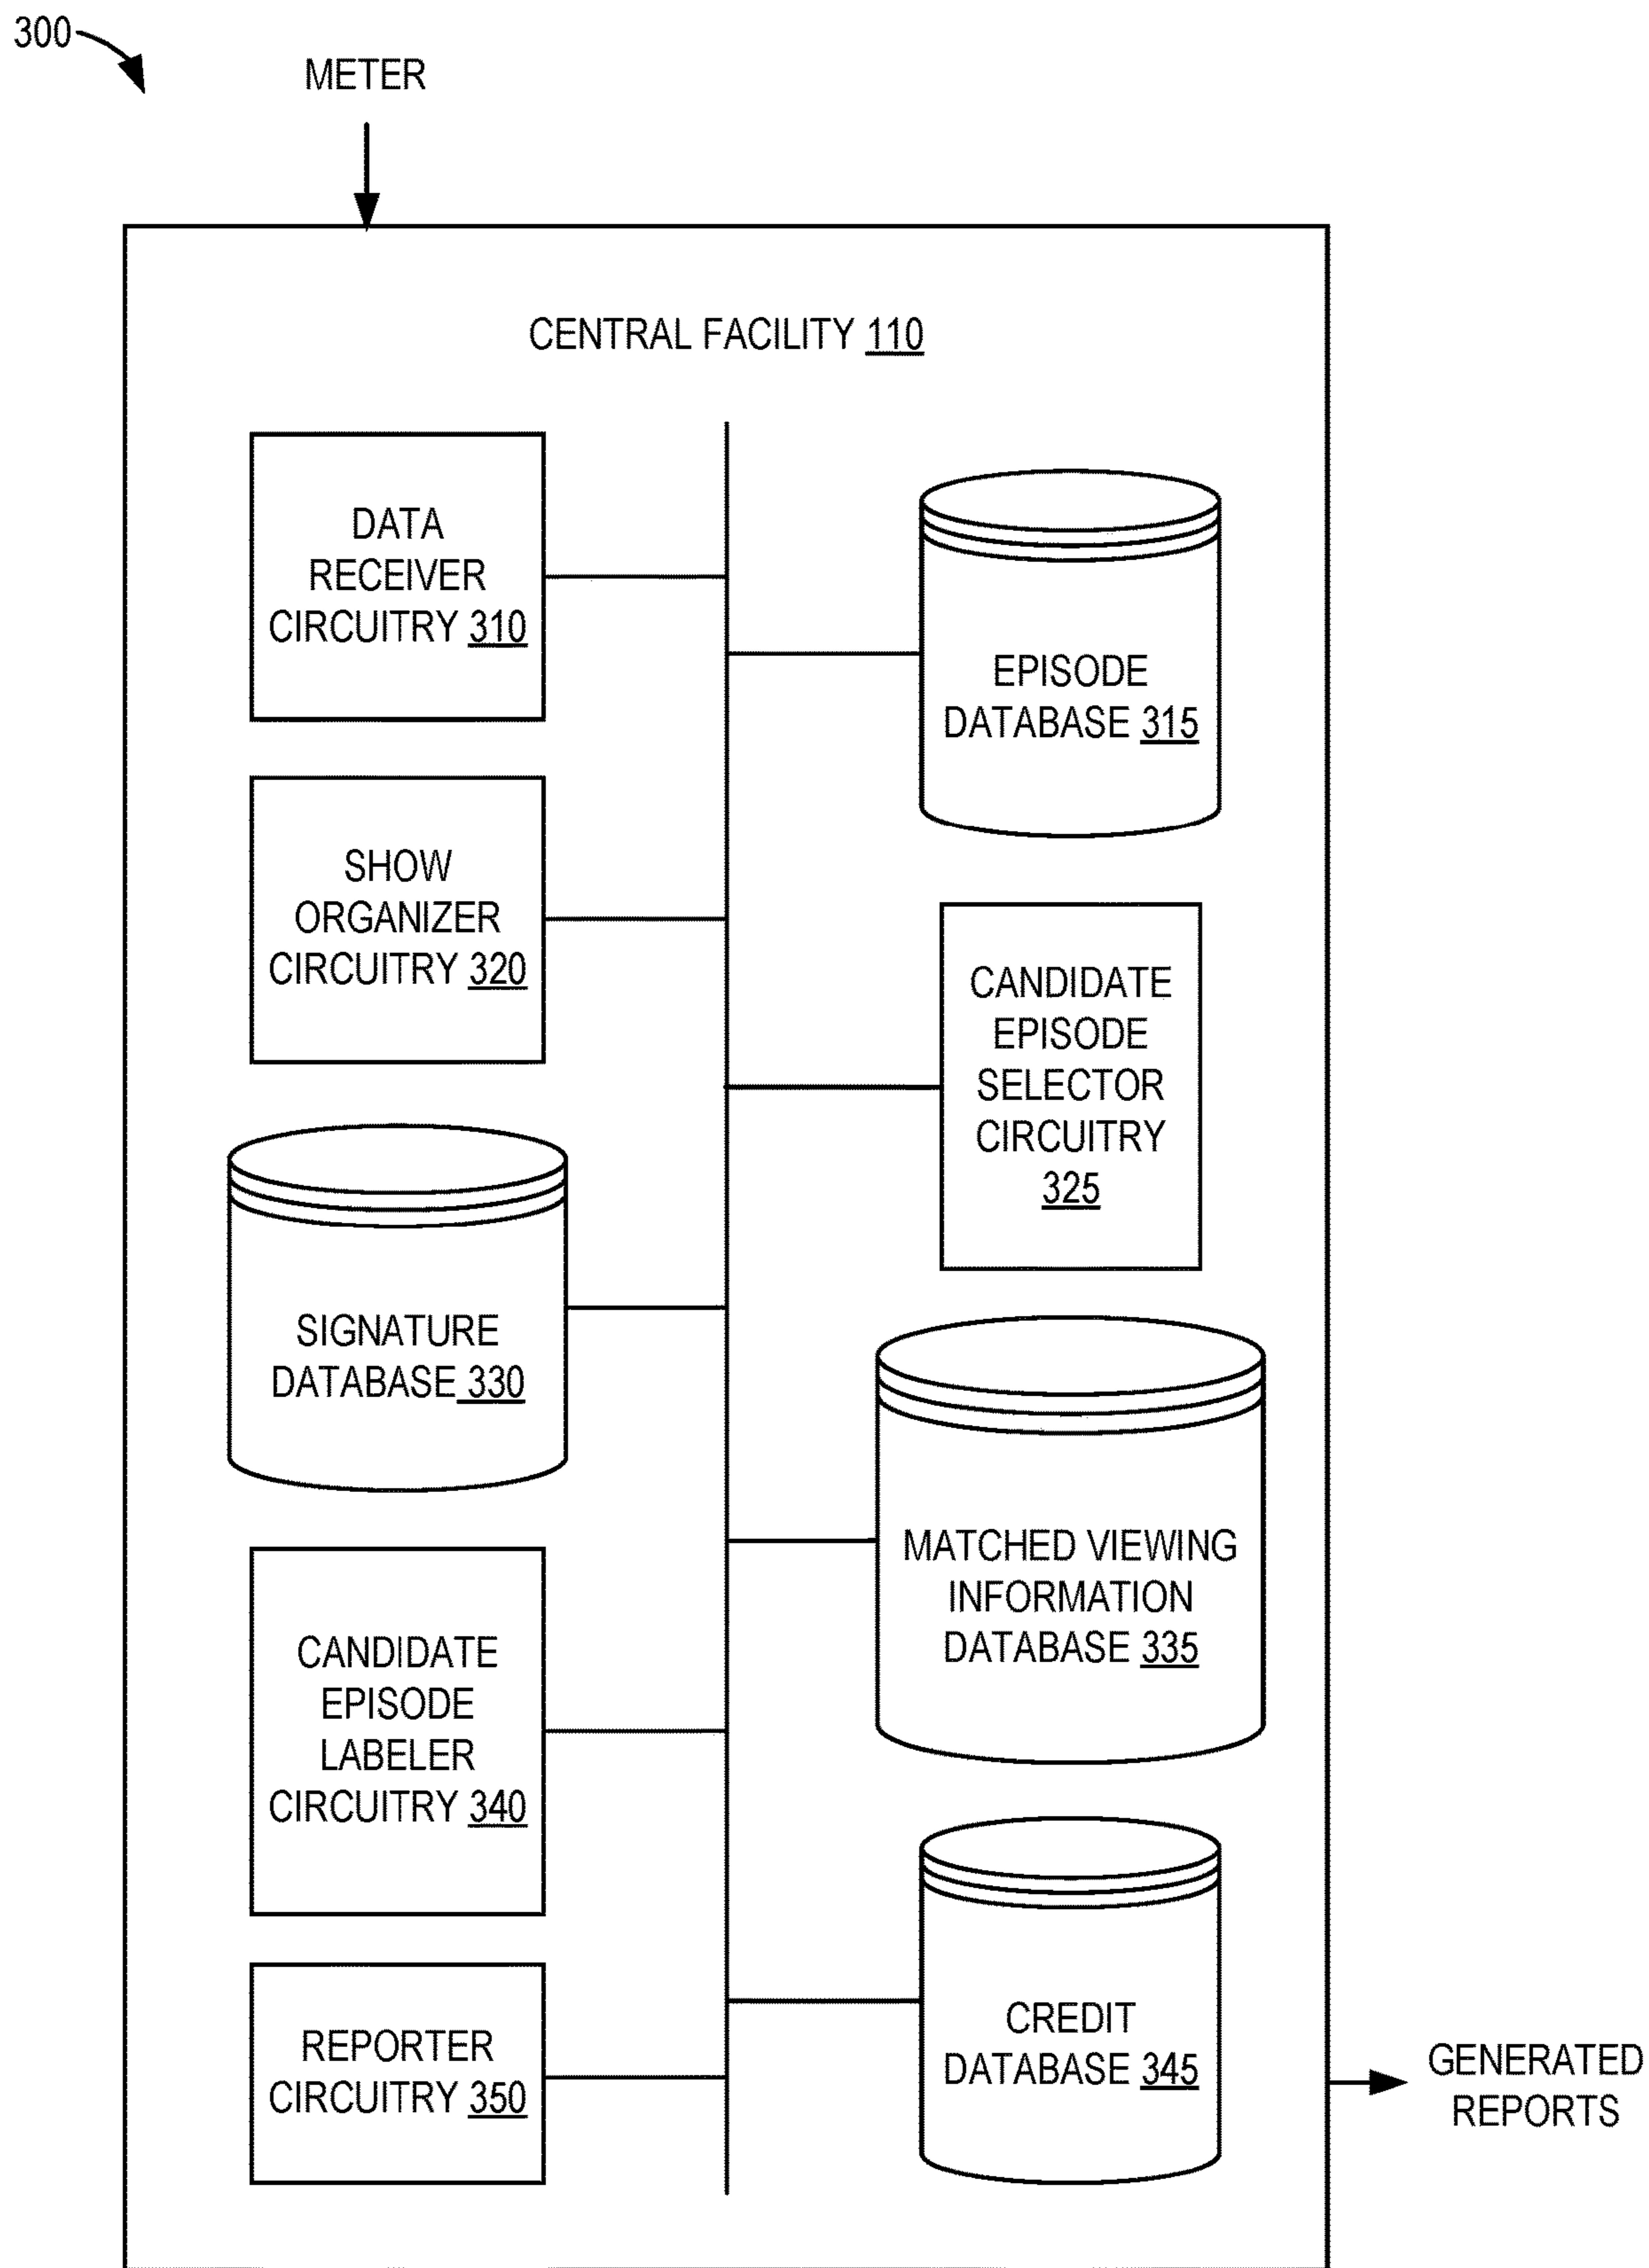 300
METER
CENTRAL FACILITY 110
DATA
RECEIVER
CIRCUITRY 310
EPISODE
DATABASE 315
SHOW
ORGANIZER
CIRCUITRY 320
CANDIDATE
EPISODE
SELECTOR
CIRCUITRY
325
SIGNATURE
DATABASE 330
MATCHED VIEWING
INFORMATION
DATABASE 335
CANDIDATE
EPISODE
LABELER
CIRCUITRY 340
CREDIT
DATABASE 345
REPORTER
CIRCUITRY 350
GENERATED
REPORTS